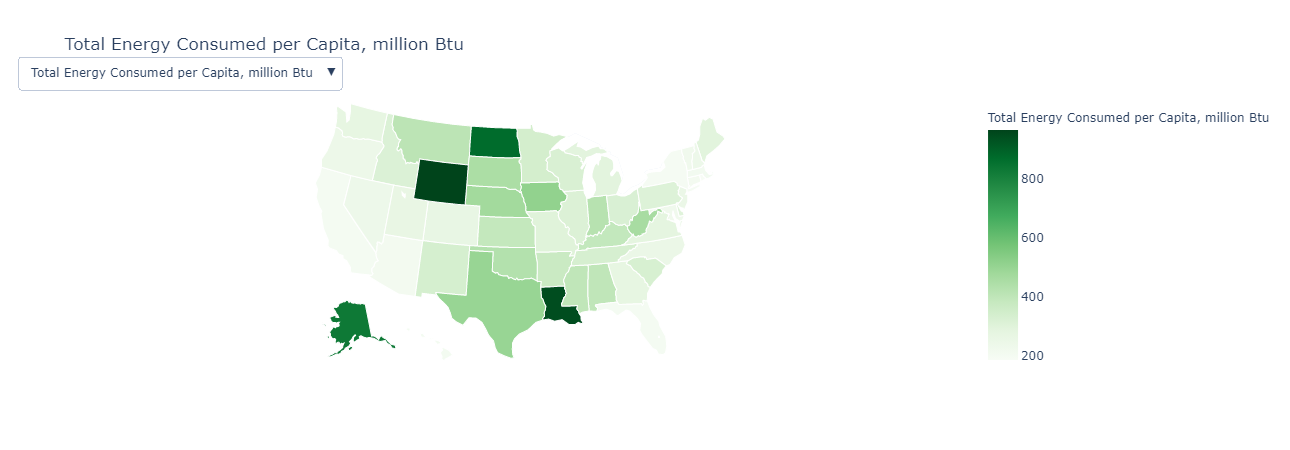 Total Energy Consumed per Capita, million Btu
Total Energy Consumed per Capita, million Btu ▼
Total Energy Consumed per Capita, million Btu
800
600
400
200